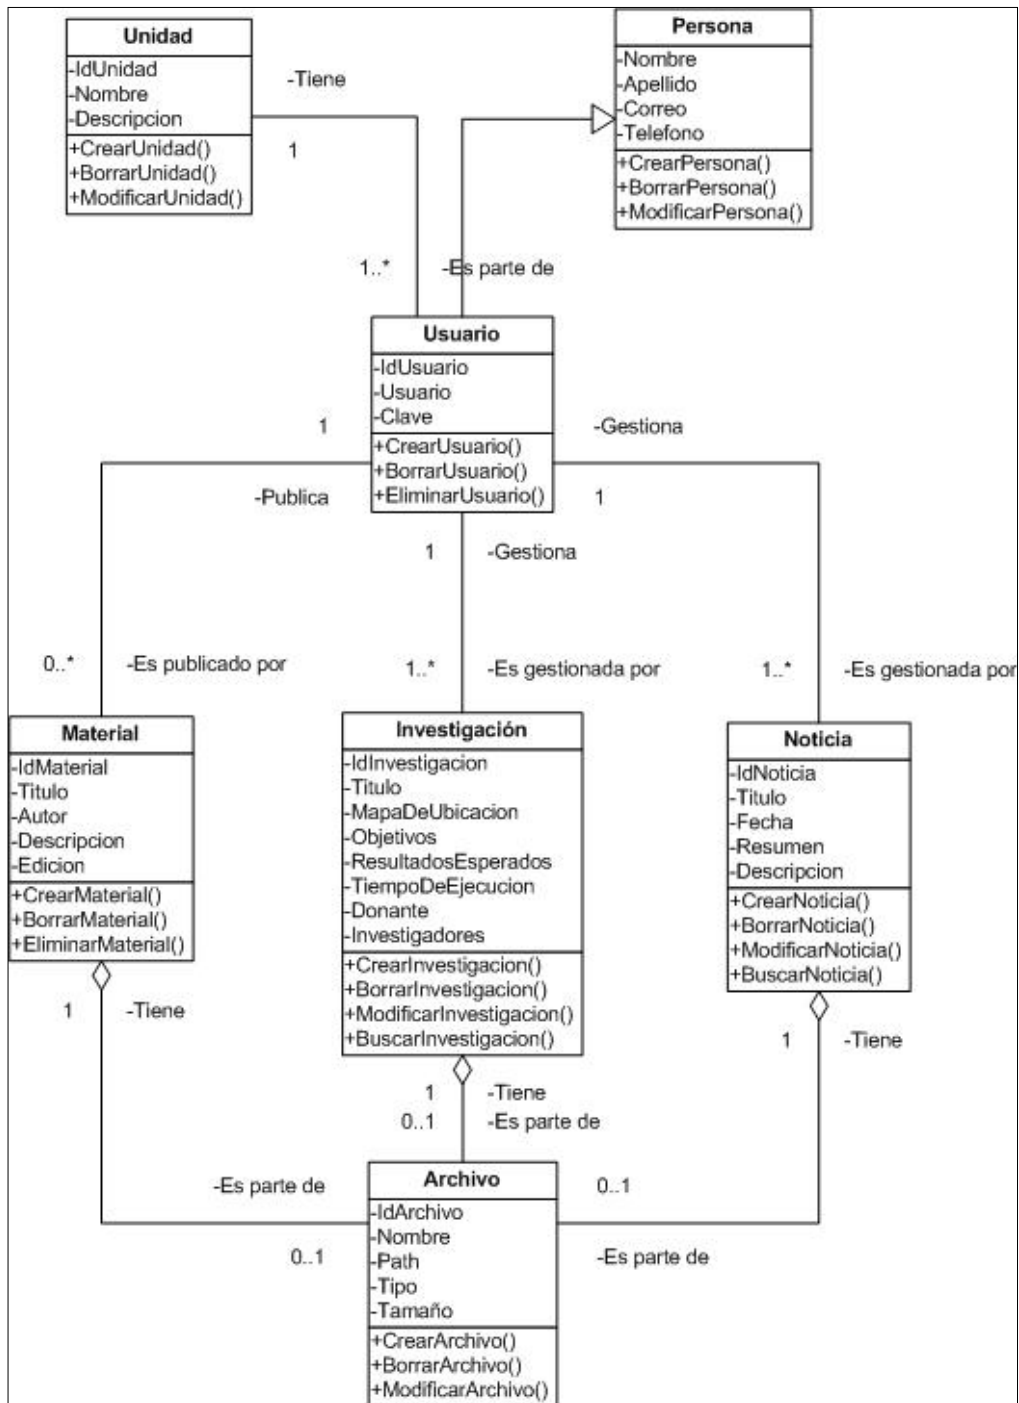 Unidad
-IdUnidad
-Nombre
-Descripcion
+CrearUnidad()
+BorrarUnidad()
+ModificarUnidad()
-Tiene
1
Persona
-Nombre
-Apellido
-Correo
-Telefono
+CrearPersona()
+BorrarPersona()
+ModificarPersona()
1..*
-Es parte de
Usuario
-IdUsuario
-Usuario
-Clave
+CrearUsuario()
+BorrarUsuario()
+EliminarUsuario()
1
-Publica
-Gestiona
1
1
-Gestiona
0..*
-Es publicado por
1..*
-Es gestionada por
1..*
-Es gestionada por
Material
-IdMaterial
-Titulo
-Autor
-Descripcion
-Edicion
+CrearMaterial()
+BorrarMaterial()
+EliminarMaterial()
1
-Tiene
Investigación
-IdInvestigacion
-Titulo
-MapaDeUbicacion
-Objetivos
-ResultadosEsperados
-TiempoDeEjecucion
-Donante
-Investigadores
+CrearInvestigacion()
+BorrarInvestigacion()
+ModificarInvestigacion()
+BuscarInvestigacion()
1
-Tiene
0..1
-Es parte de
Noticia
-IdNoticia
-Titulo
-Fecha
-Resumen
-Descripcion
+CrearNoticia()
+BorrarNoticia()
+ModificarNoticia()
+BuscarNoticia()
1
-Tiene
-Es parte de
0..1
0..1
-Es parte de
Archivo
-IdArchivo
-Nombre
-Path
-Tipo
-Tamaño
+CrearArchivo()
+BorrarArchivo()
+ModificarArchivo()